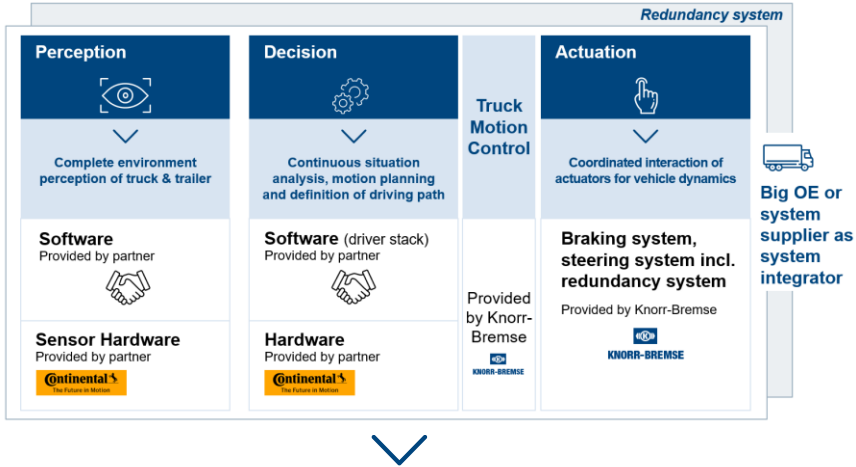 Redundancy system
Perception
Complete environment
perception of truck & trailer
Software
Provided by partner
Sensor Hardware
Provided by partner
Continental
The Future in Motion
Decision
Continuous situation
analysis, motion planning
and definition of driving path
Software (driver stack)
Provided by partner
Hardware
Provided by partner
Continental
The Future in Motion
Truck
Motion
Control
Provided
by Knorr-
Bremse
KNORR-BREMSE
Actuation
Coordinated interaction of
actuators for vehicle dynamics
Braking system,
steering system incl.
redundancy system
Provided by Knorr-Bremse
KNORR-BREMSE
Big OE or
system
supplier as
system
integrator